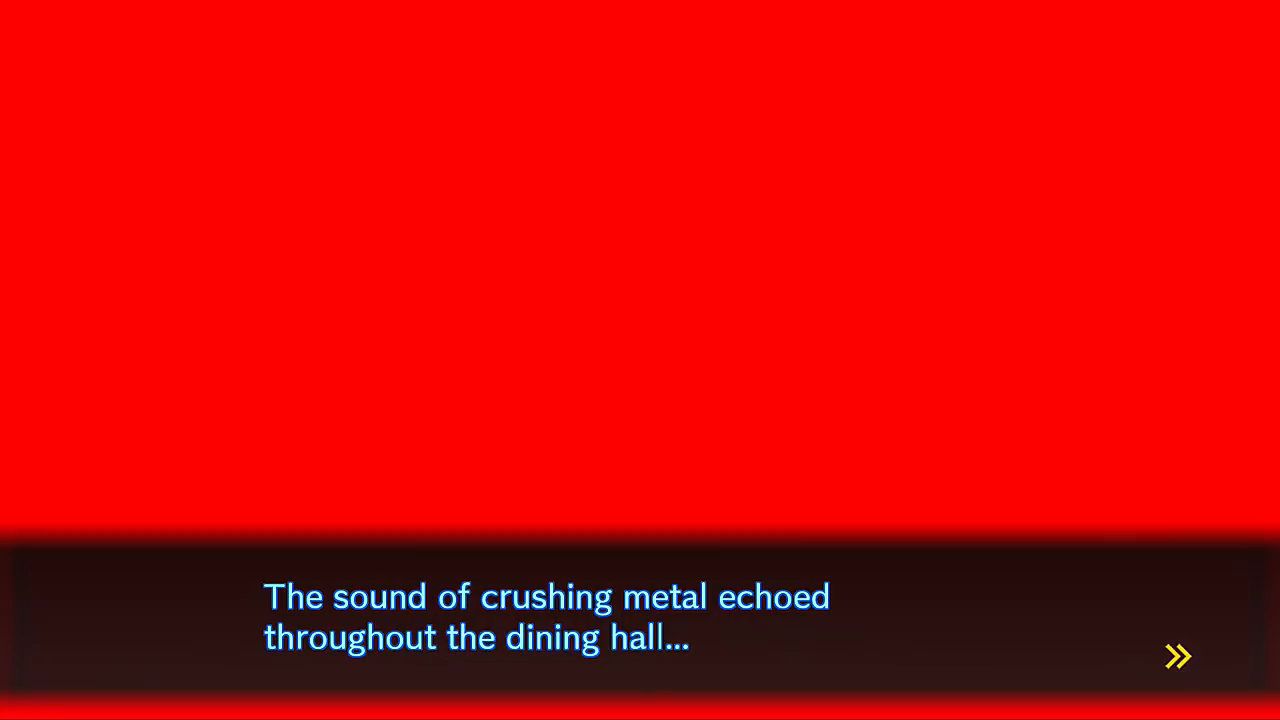 The sound of crushing metal echoed
throughout the dining hall...